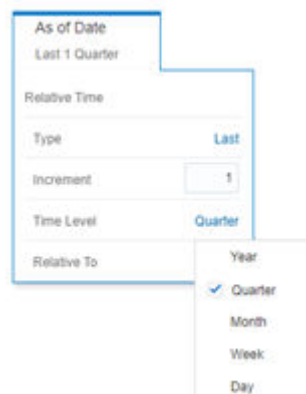 As of Date
Last 1 Quarter
Relative Time
Type Last
Increment 1
Time Level Quarter
Relative To
Year
Quarter
Month
Week
Day